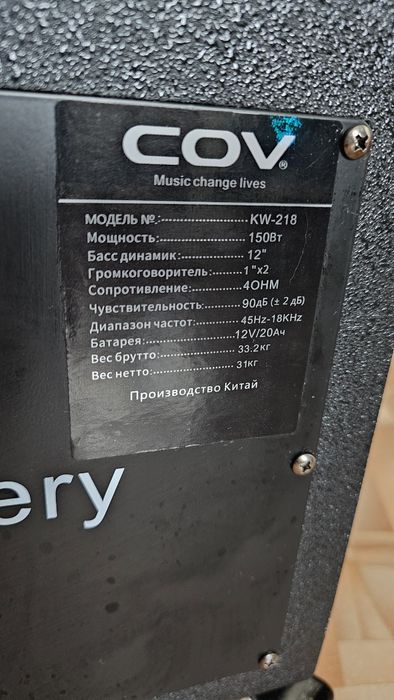 COV®
Music change lives
МОДЕЛЬ №.:........................KW-218
Мощность:.........................150Вт
Басс динамик:....................12"
Громкоговоритель:..........1"x2
Сопротивление:...............4OHM
Чувствительность:..........90дБ (± 2 дБ)
Диапазон частот:...........45Hz-18KHz
Батарея:...........................12V/20Ач
Вес брутто:......................33.2кг
Вес нетто:........................31кг
Производство Китай
ery